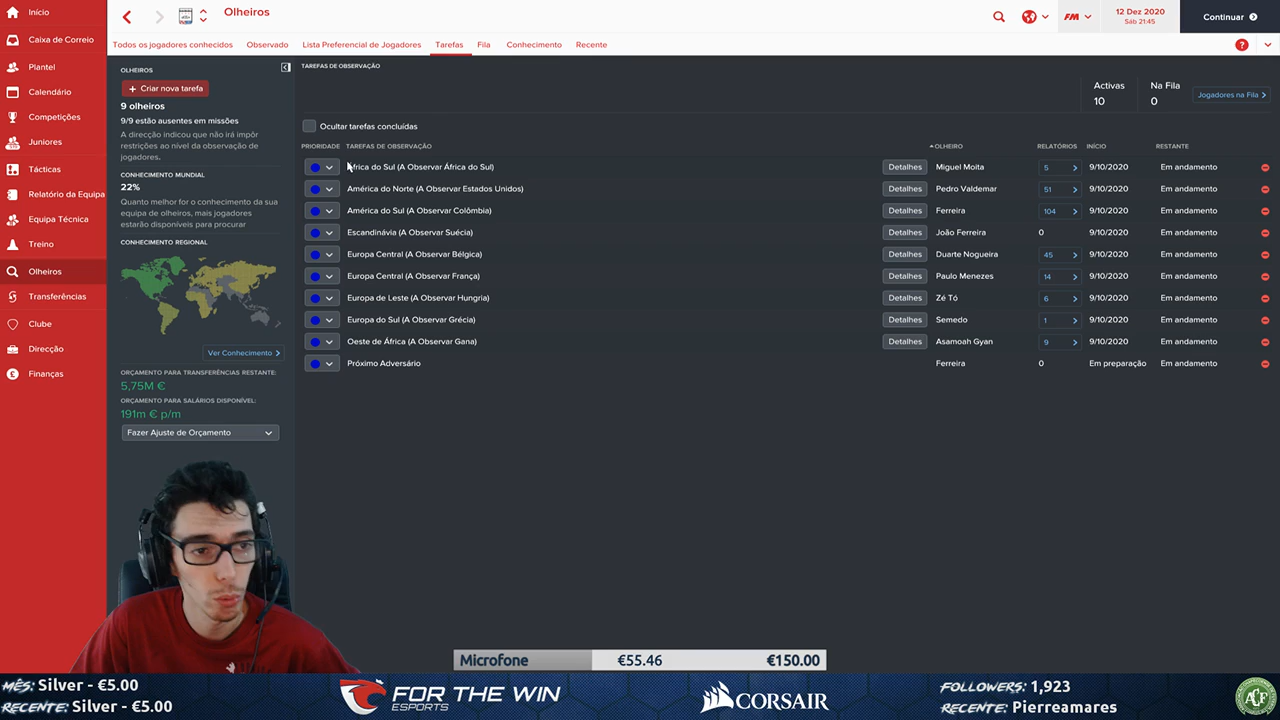 Início
Caixa de Correio
Plantel
Calendário
Competições
Juniores
Tácticas
Relatório da Equipa
Equipa Técnica
Treino
Olheiros
Transferências
Clube
Direcção
Finanças
Olheiros
FM
12 Dez 2020
Sáb 21:45
Continuar
Todos os jogadores conhecidos
Observado
Lista Preferencial de Jogadores
Tarefas
Fila
Conhecimento
Recente
?
OLHEIROS
+ Criar nova tarefa
9 olheiros
9/9 estão ausentes em missões
A direcção indicou que não irá impôr
restrições ao nível da observação de
jogadores.
CONHECIMENTO MUNDIAL
22%
Quanto melhor for o conhecimento da sua
equipa de olheiros, mais jogadores
estarão disponíveis para procurar
CONHECIMENTO REGIONAL
Ver Conhecimento
ORÇAMENTO PARA TRANSFERÊNCIAS RESTANTE:
5,75M €
ORÇAMENTO PARA SALÁRIOS DISPONÍVEL:
191m € p/m
Fazer Ajuste de Orçamento
TAREFAS DE OBSERVAÇÃO
Activas
10
Na Fila
0
Jogadores na Fila
Ocultar tarefas concluídas
PRIORIDADE TAREFAS DE OBSERVAÇÃO OLHEIRO RELATÓRIOS INÍCIO RESTANTE
África do Sul (A Observar África do Sul) Detalhes Miguel Moita 5 9/10/2020 Em andamento
América do Norte (A Observar Estados Unidos) Detalhes Pedro Valdemar 51 9/10/2020 Em andamento
América do Sul (A Observar Colômbia) Detalhes Ferreira 104 9/10/2020 Em andamento
Escandinávia (A Observar Suécia) Detalhes João Ferreira 0 9/10/2020 Em andamento
Europa Central (A Observar Bélgica) Detalhes Duarte Nogueira 45 9/10/2020 Em andamento
Europa Central (A Observar França) Detalhes Paulo Menezes 14 9/10/2020 Em andamento
Europa de Leste (A Observar Hungria) Detalhes Zé Tó 6 9/10/2020 Em andamento
Europa do Sul (A Observar Grécia) Detalhes Semedo 1 9/10/2020 Em andamento
Oeste de África (A Observar Gana) Detalhes Asamoah Gyan 9 9/10/2020 Em andamento
Próximo Adversário Ferreira 0 Em preparação Em andamento
Microfone €55.46 €150.00
MÊS: Silver - €5.00
RECENTE: Silver - €5.00
FOR THE WIN
ESPORTS
CORSAIR
FOLLOWERS: 1,923
RECENTE: Pierreamares
ACF